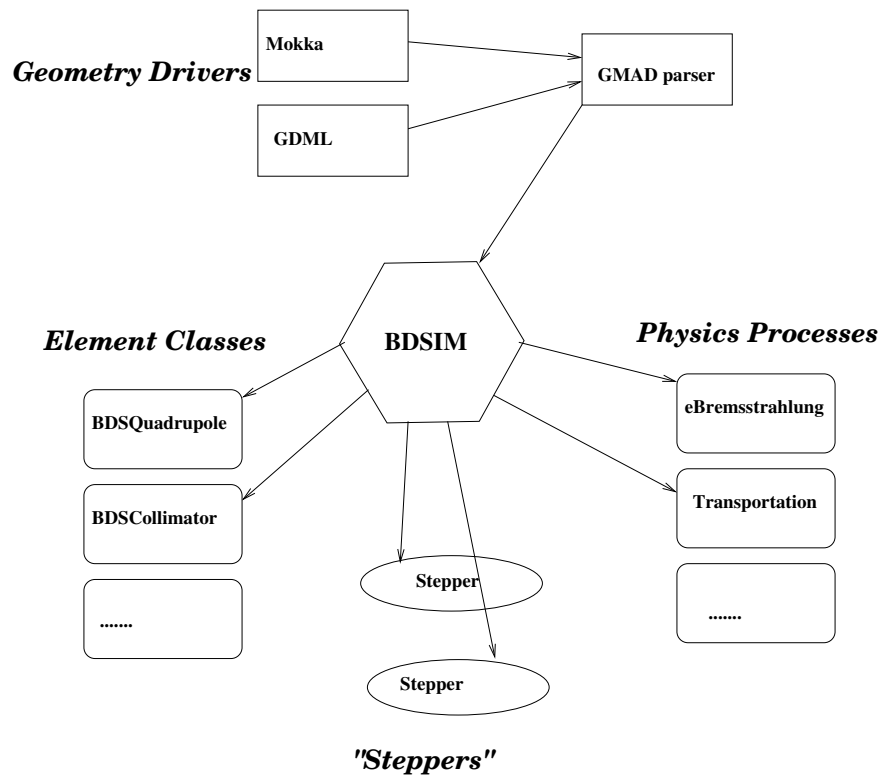 Mokka
Geometry Drivers
GMAD parser
GDML
BDSIM
Element Classes
Physics Processes
BDSQuadrupole
eBremsstrahlung
BDSCollimator
Transportation
Stepper
.......
.......
Stepper
"Steppers"